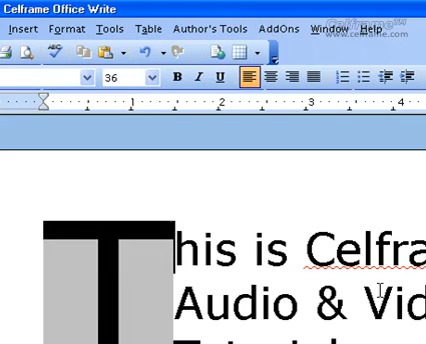 Celframe Office Write
Celframe℠
www.celframe.com
Insert Format Tools Table Author's Tools AddOns Window Help
36 B I U
1 2 3 4
This is Celfra
Audio & Vid